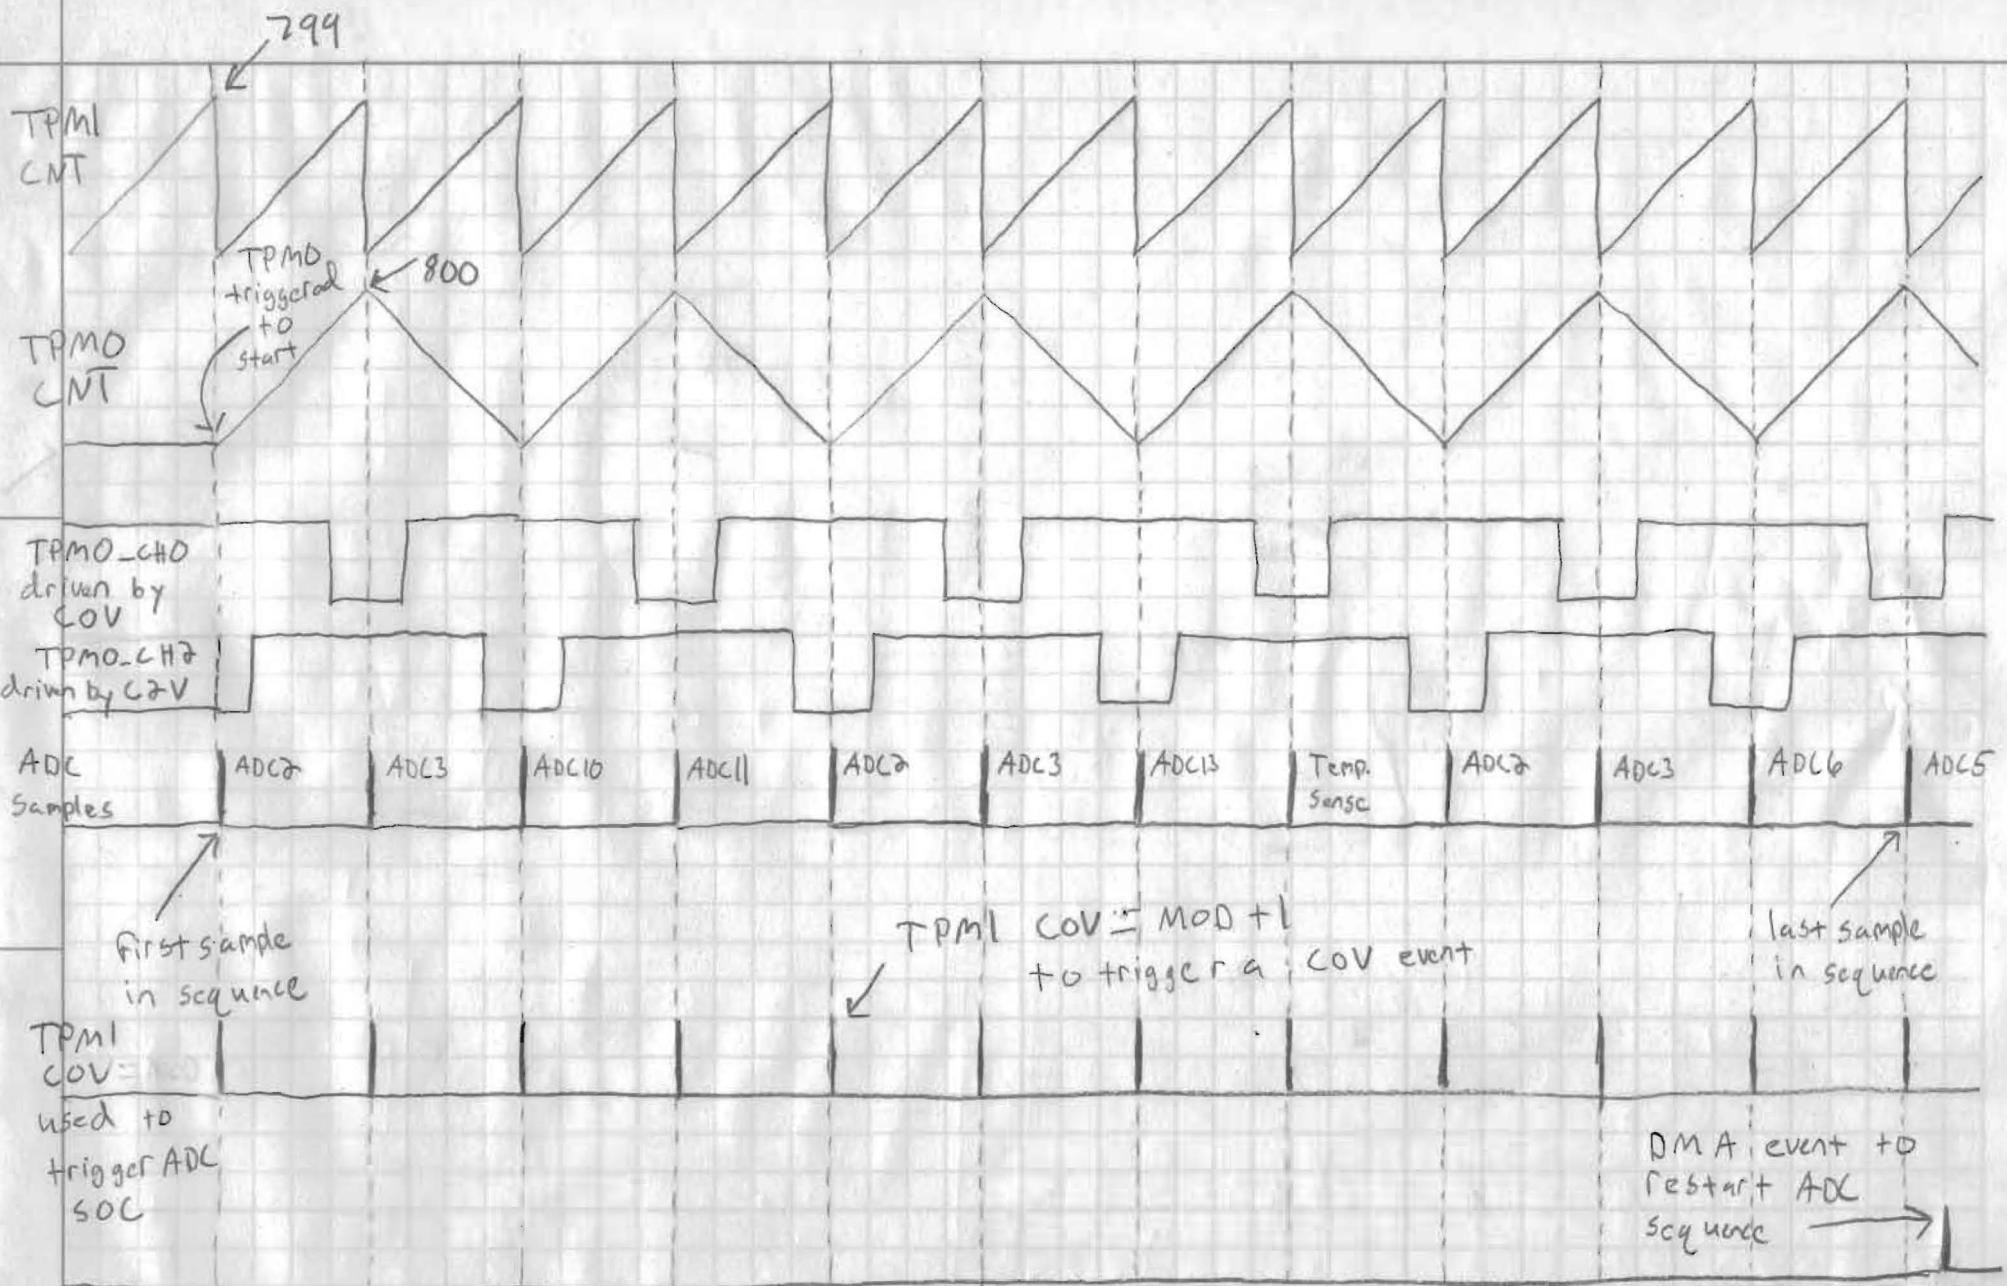 799
TPM1
CNT
TPM0
triggered
to
start
800
TPM0
CNT
TPM0_CH0
driven by
C0V
TPM0_CH2
driven by C2V
ADC
Samples
ADC2
ADC3
ADC10
ADC11
ADC2
ADC3
ADC13
Temp.
Sense
ADC2
ADC3
ADC6
ADC5
first sample
in sequence
TPM1 C0V = MOD + 1
to trigger a C0V event
last sample
in sequence
TPM1
C0V
used to
trigger ADC
SOC
DMA event to
restart ADC
sequence